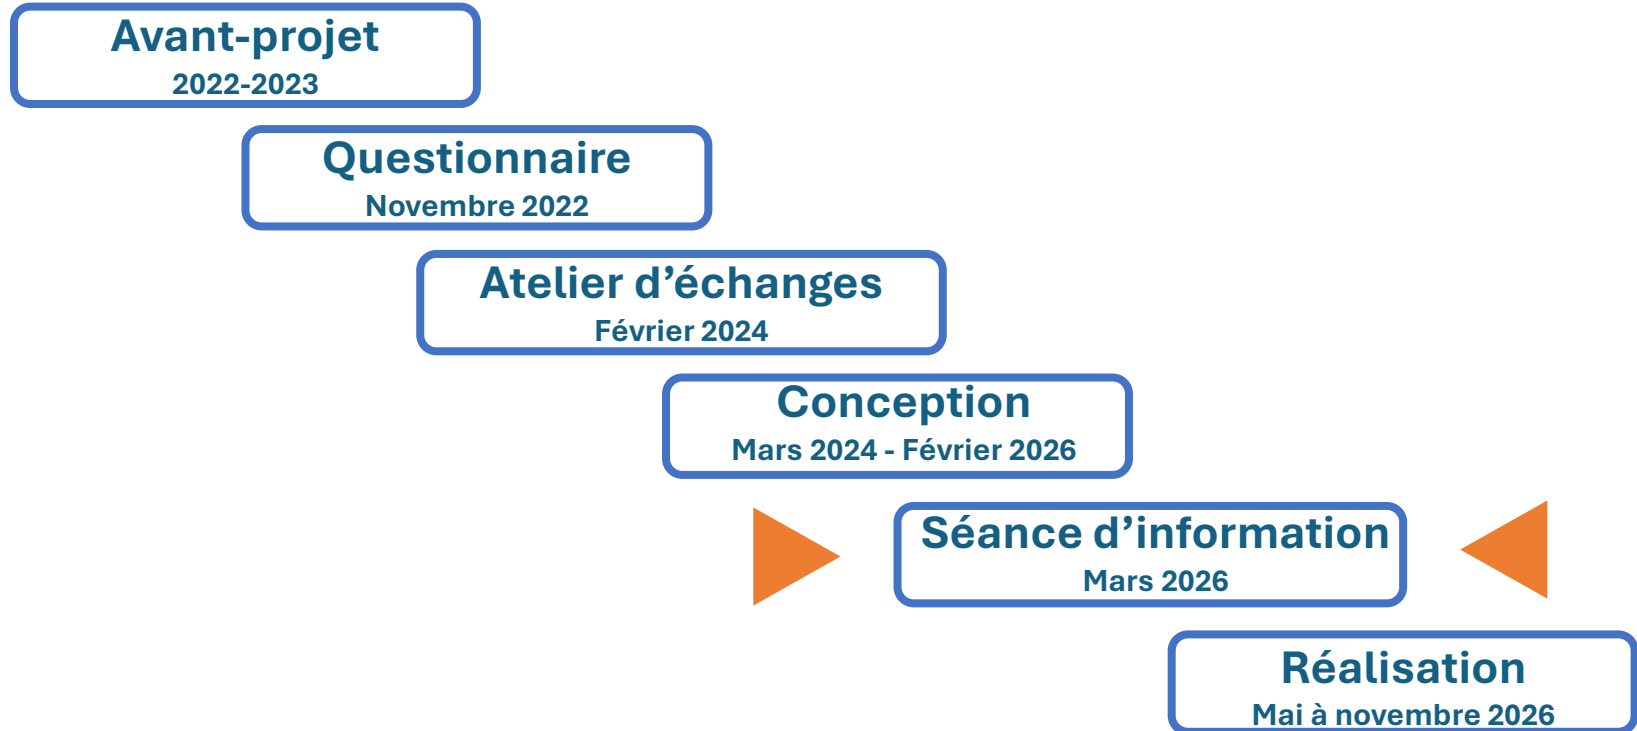 Avant-projet
2022-2023
Questionnaire
Novembre 2022
Atelier d’échanges
Février 2024
Conception
Mars 2024 - Février 2026
Séance d’information
Mars 2026
Réalisation
Mai à novembre 2026